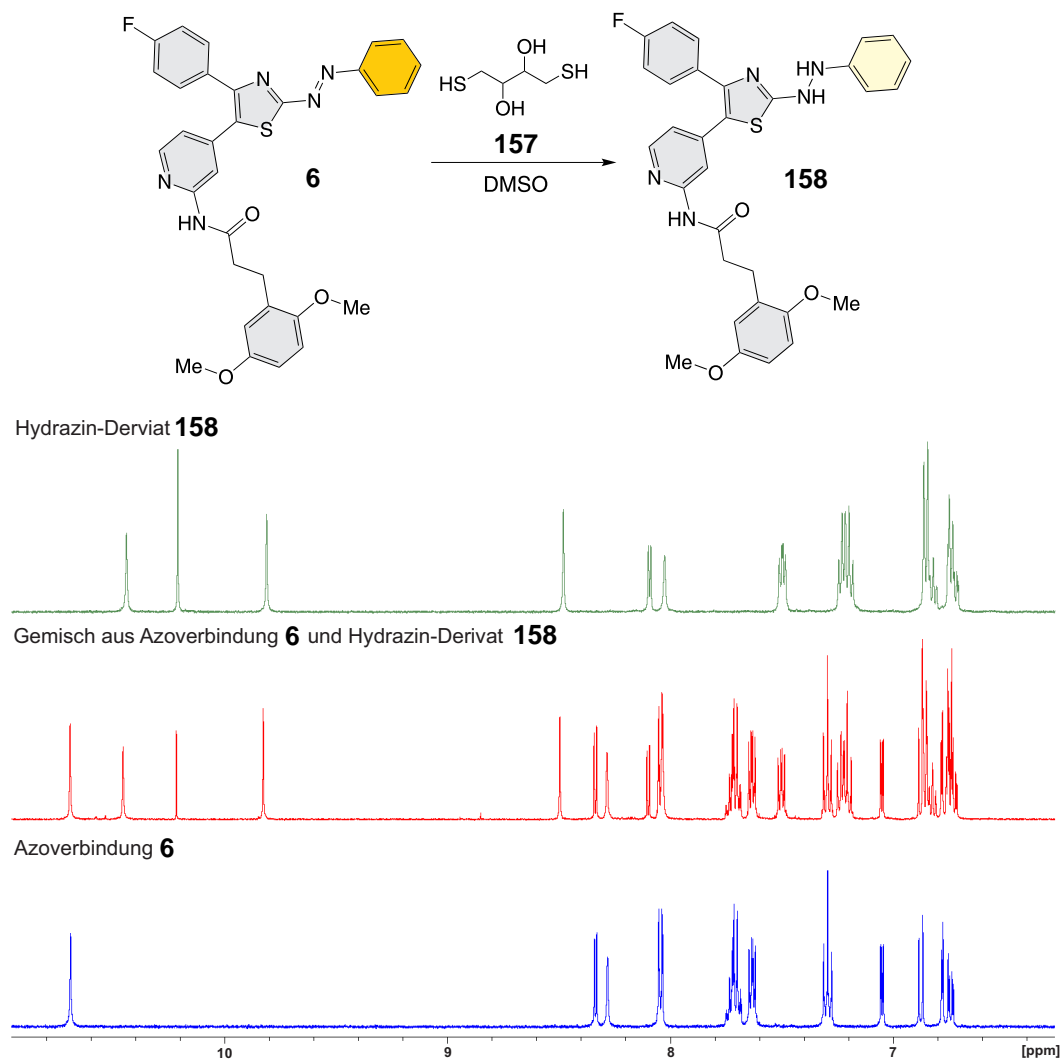 F
N
S
N
N
N
HN
O
O
Me
Me
O
6
OH
HS
SH
OH
157
DMSO
F
N
S
HN
NH
N
HN
O
O
Me
Me
O
158
Hydrazin-Derviat 158
Gemisch aus Azoverbindung 6 und Hydrazin-Derivat 158
Azoverbindung 6
10 9 8 7 [ppm]